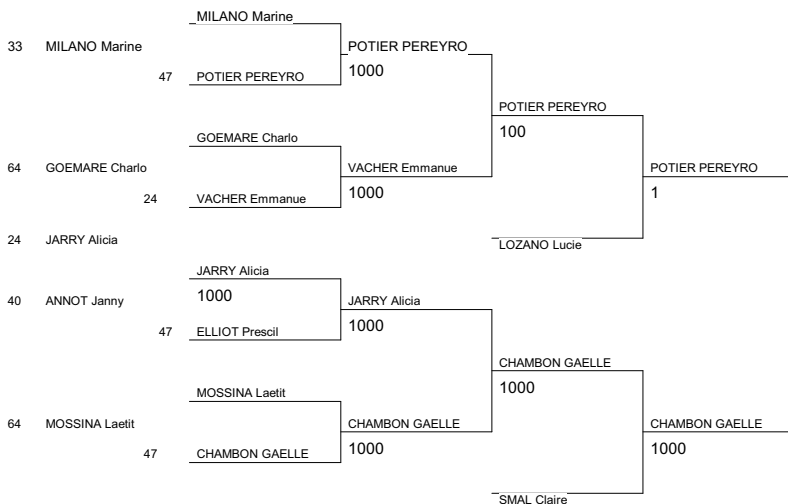 MILANO Marine
33 MILANO Marine POTIER PEREYRO
1000
47 POTIER PEREYRO
POTIER PEREYRO
100
GOEMARE Charlo
64 GOEMARE Charlo VACHER Emmanue POTIER PEREYRO
1000 1
24 VACHER Emmanue
24 JARRY Alicia LOZANO Lucie
JARRY Alicia
1000
40 ANNOT Janny JARRY Alicia
1000
47 ELLIOT Prescil
CHAMBON GAELLE
1000
MOSSINA Laetit
64 MOSSINA Laetit CHAMBON GAELLE CHAMBON GAELLE
1000 1000
47 CHAMBON GAELLE
SMAL Claire